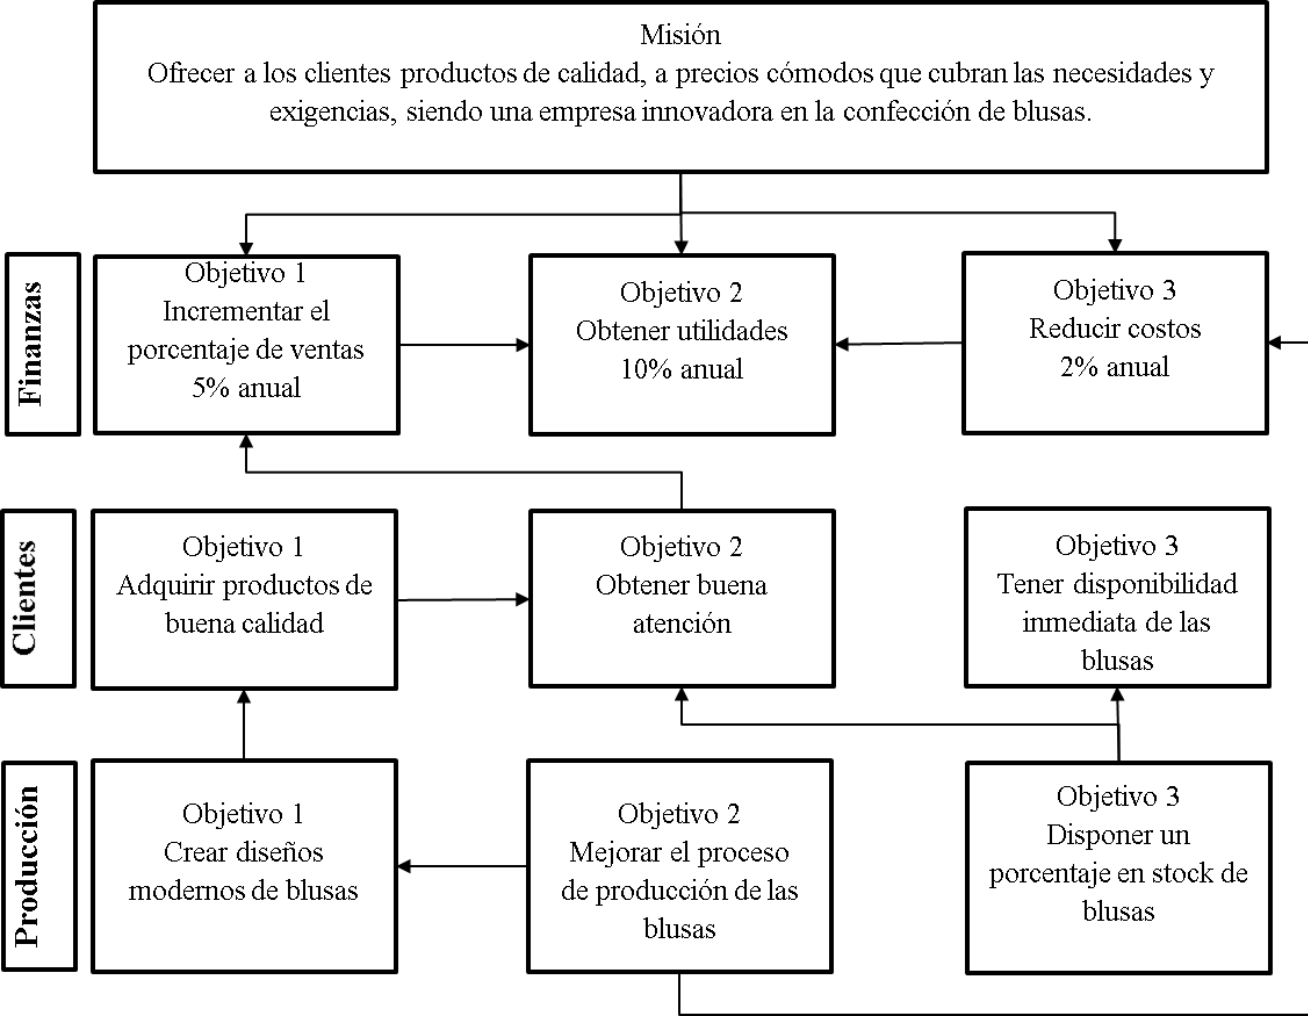 Misión
Ofrecer a los clientes productos de calidad, a precios cómodos que cubran las necesidades y
exigencias, siendo una empresa innovadora en la confección de blusas.
Finanzas
Objetivo 1
Incrementar el
porcentaje de ventas
5% anual
Objetivo 2
Obtener utilidades
10% anual
Objetivo 3
Reducir costos
2% anual
Clientes
Objetivo 1
Adquirir productos de
buena calidad
Objetivo 2
Obtener buena
atención
Objetivo 3
Tener disponibilidad
inmediata de las
blusas
Producción
Objetivo 1
Crear diseños
modernos de blusas
Objetivo 2
Mejorar el proceso
de producción de las
blusas
Objetivo 3
Disponer un
porcentaje en stock de
blusas